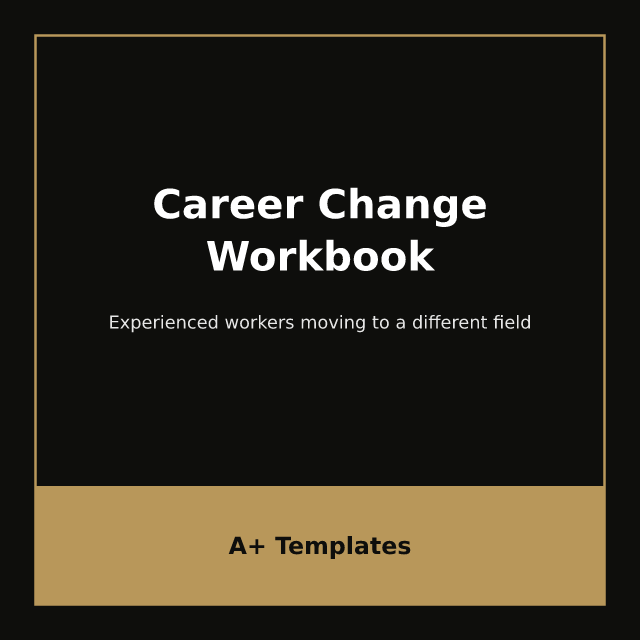 Career Change
Workbook
Experienced workers moving to a different field
A+ Templates